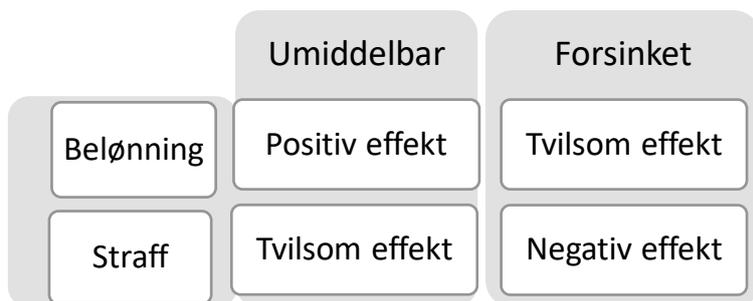 Umiddelbar Forsinket
Belønning Positiv effekt Tvilsom effekt
Straff Tvilsom effekt Negativ effekt